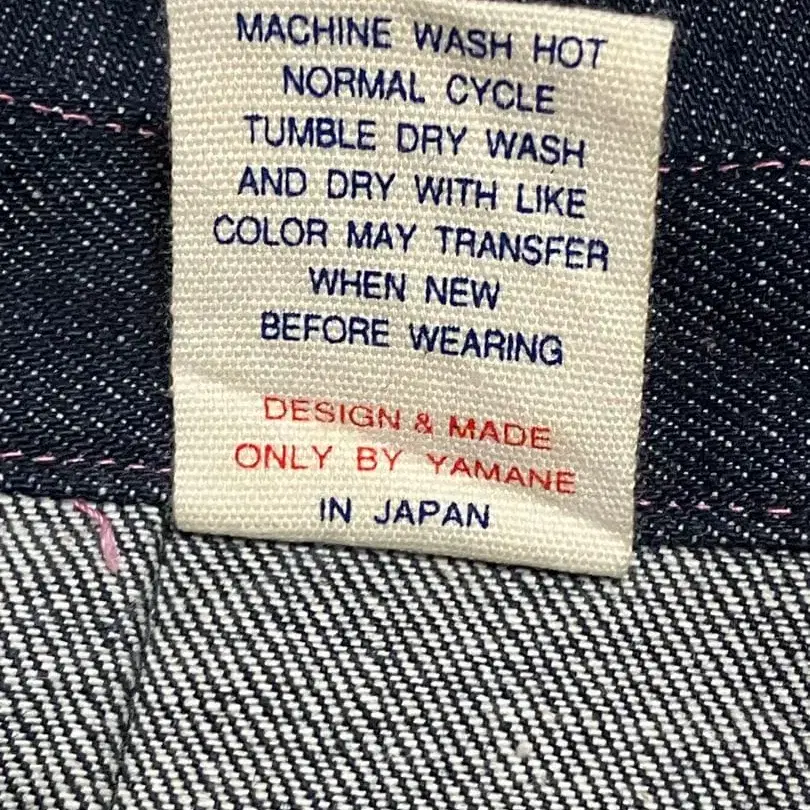 MACHINE WASH HOT
NORMAL CYCLE
TUMBLE DRY WASH
AND DRY WITH LIKE
COLOR MAY TRANSFER
WHEN NEW
BEFORE WEARING
DESIGN & MADE
ONLY BY YAMANE
IN JAPAN